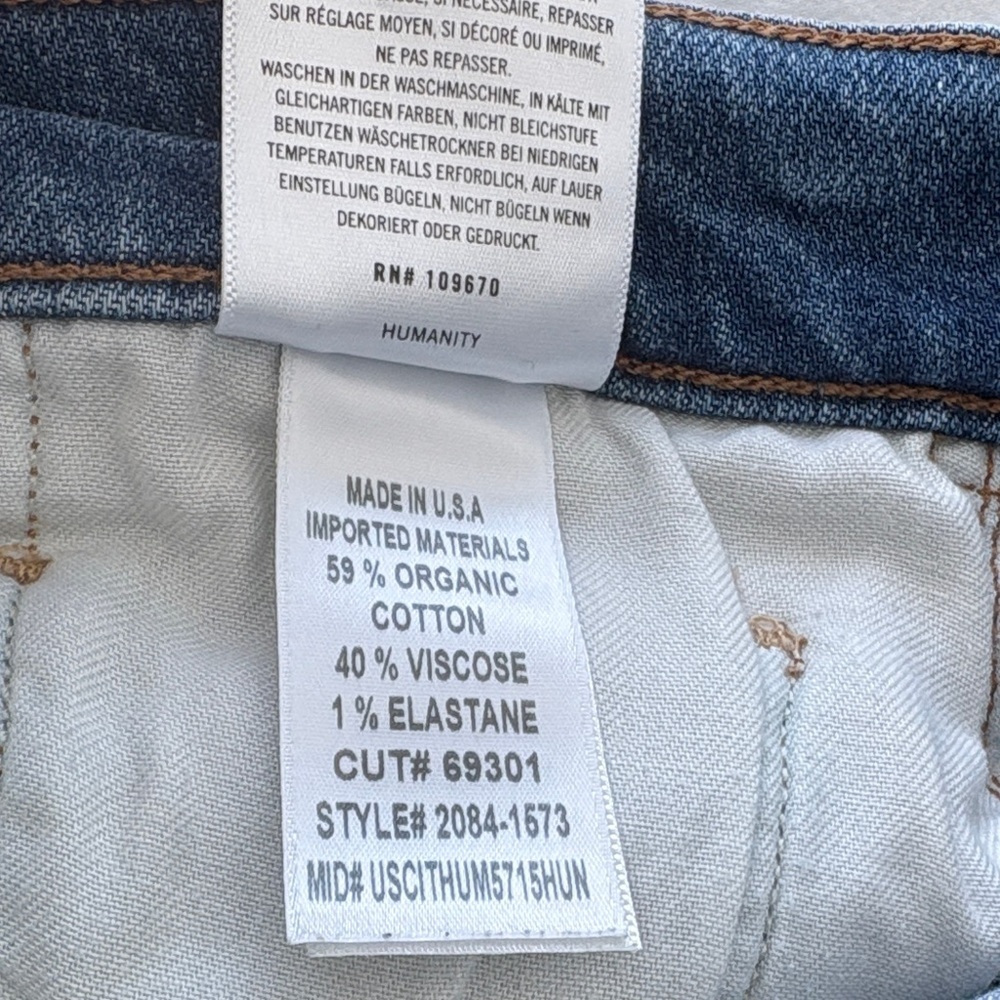 SI NÉCESSAIRE, REPASSER
SUR RÉGLAGE MOYEN, SI DÉCORÉ OU IMPRIMÉ,
NE PAS REPASSER.
WASCHEN IN DER WASCHMASCHINE, IN KÄLTE MIT
GLEICHARTIGEN FARBEN, NICHT BLEICHSTUFE
BENUTZEN WÄSCHETROCKNER BEI NIEDRIGEN
TEMPERATUREN FALLS ERFORDLICH, AUF LAUER
EINSTELLUNG BÜGELN, NICHT BÜGELN WENN
DEKORIERT ODER GEDRUCKT.
RN# 109670
HUMANITY
MADE IN U.S.A
IMPORTED MATERIALS
59 % ORGANIC
COTTON
40 % VISCOSE
1 % ELASTANE
CUT# 69301
STYLE# 2084-1673
MID# USCITHUM5715HUN